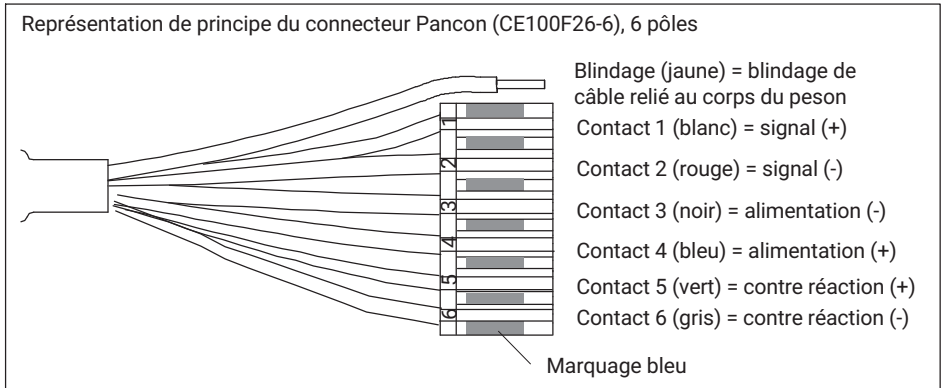 Représentation de principe du connecteur Pancon (CE100F26-6), 6 pôles
Blindage (jaune) = blindage de
câble relié au corps du peson
1
Contact 1 (blanc) = signal (+)
2
Contact 2 (rouge) = signal (-)
3
Contact 3 (noir) = alimentation (-)
4
Contact 4 (bleu) = alimentation (+)
5
Contact 5 (vert) = contre réaction (+)
6
Contact 6 (gris) = contre réaction (-)
Marquage bleu